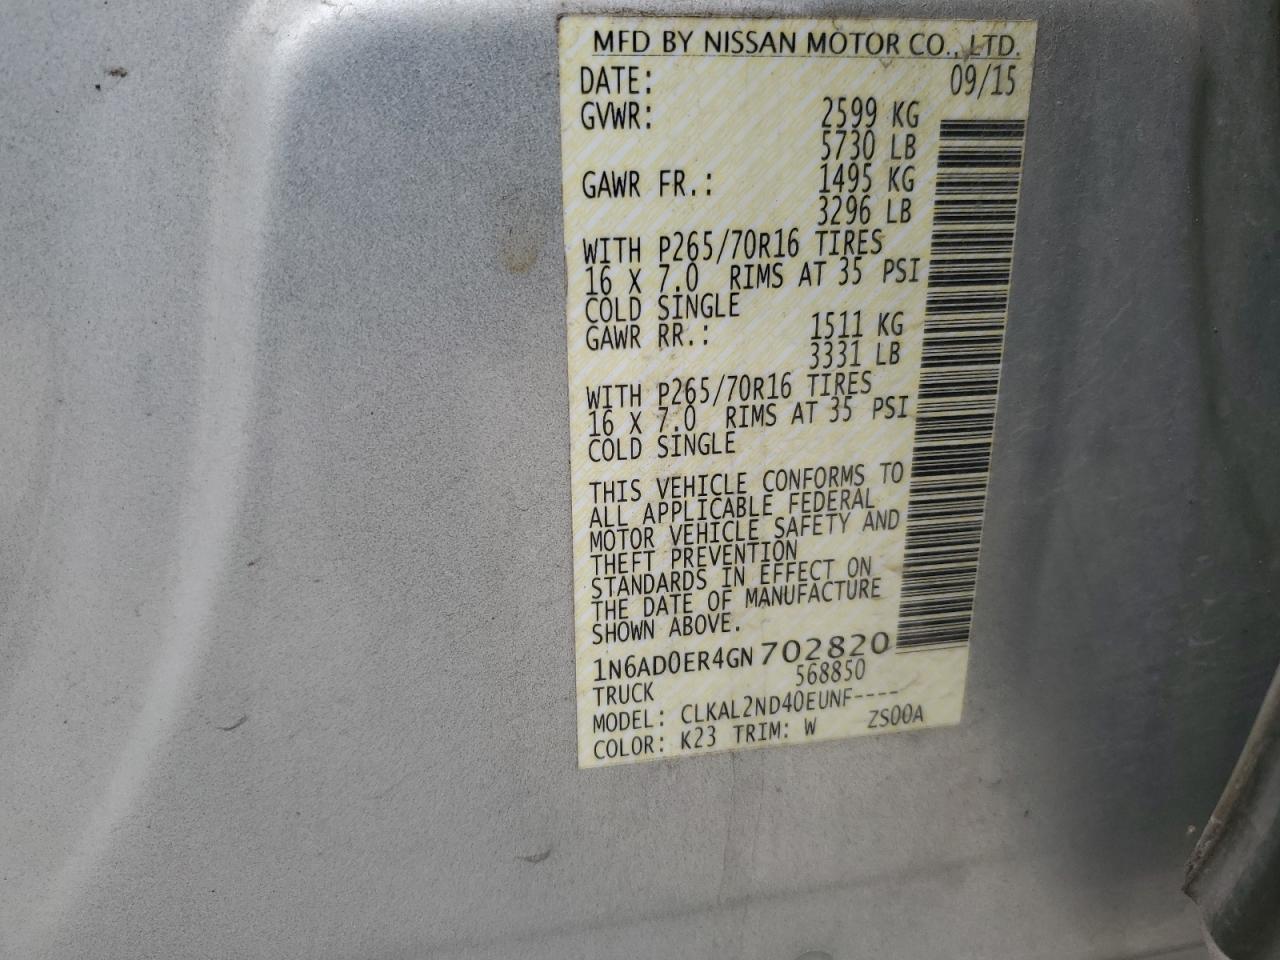 MFD BY NISSAN MOTOR CO., LTD.
DATE: 09/15
GVWR: 2599 KG
5730 LB
GAWR FR.: 1495 KG
3296 LB
WITH P265/70R16 TIRES
16 X 7.0 RIMS AT 35 PSI
COLD SINGLE
GAWR RR.: 1511 KG
3331 LB
WITH P265/70R16 TIRES
16 X 7.0 RIMS AT 35 PSI
COLD SINGLE
THIS VEHICLE CONFORMS TO
ALL APPLICABLE FEDERAL
MOTOR VEHICLE SAFETY AND
THEFT PREVENTION
STANDARDS IN EFFECT ON
THE DATE OF MANUFACTURE
SHOWN ABOVE.
1N6AD0ER4GN702820
TRUCK 568850
MODEL: CLKAL2ND40EUNF----
COLOR: K23 TRIM: W ZS00A